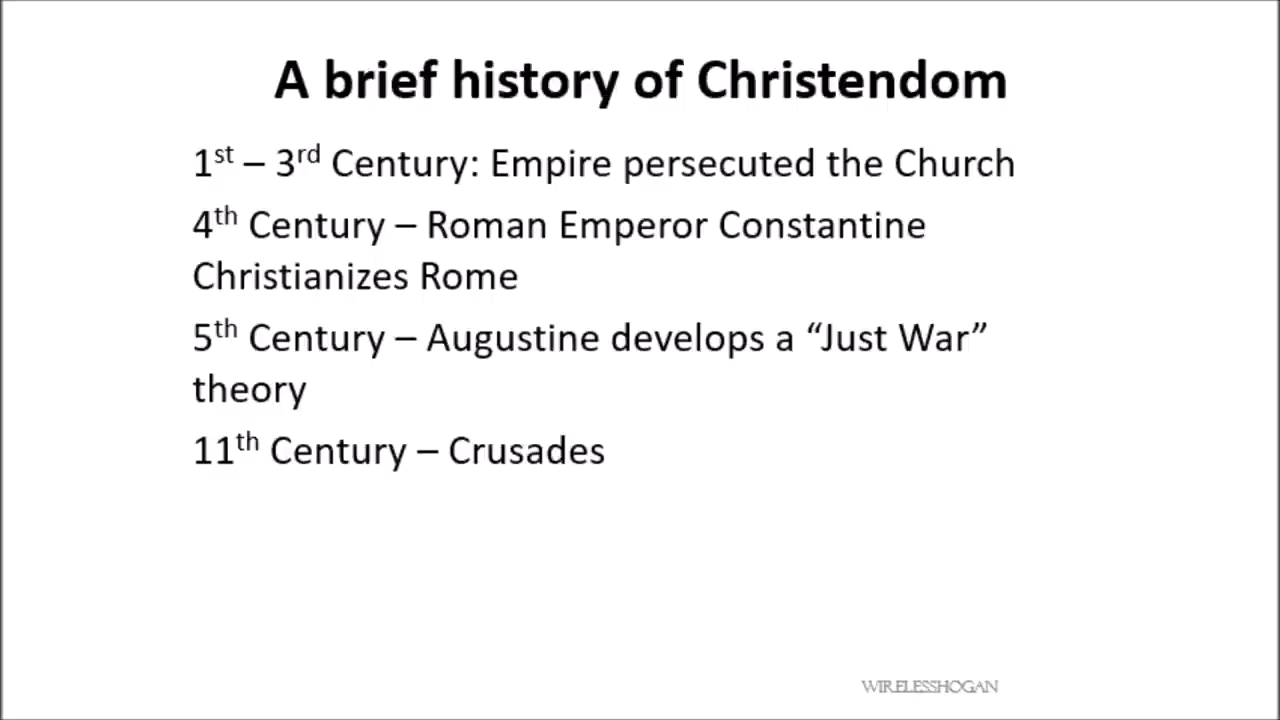 A brief history of Christendom
1st – 3rd Century: Empire persecuted the Church
4th Century – Roman Emperor Constantine
Christianizes Rome
5th Century – Augustine develops a “Just War”
theory
11th Century – Crusades
WIRELESSHOGAN